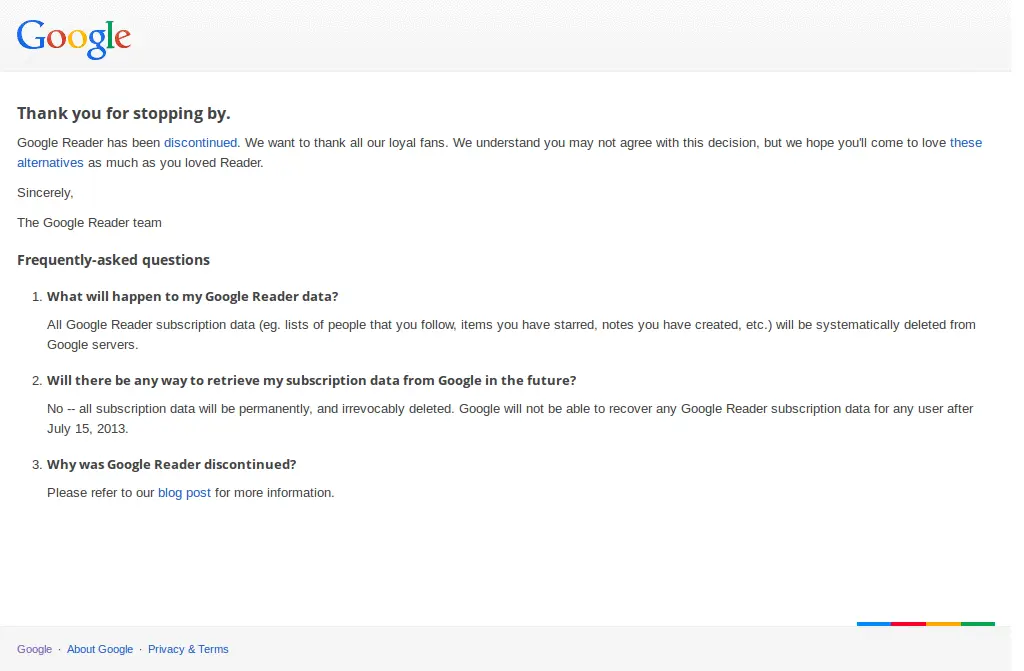 Google
Thank you for stopping by.
Google Reader has been discontinued. We want to thank all our loyal fans. We understand you may not agree with this decision, but we hope you'll come to love these
alternatives as much as you loved Reader.
Sincerely,
The Google Reader team
Frequently-asked questions
1. What will happen to my Google Reader data?
All Google Reader subscription data (eg. lists of people that you follow, items you have starred, notes you have created, etc.) will be systematically deleted from
Google servers.
2. Will there be any way to retrieve my subscription data from Google in the future?
No -- all subscription data will be permanently, and irrevocably deleted. Google will not be able to recover any Google Reader subscription data for any user after
July 15, 2013.
3. Why was Google Reader discontinued?
Please refer to our blog post for more information.
Google · About Google · Privacy & Terms